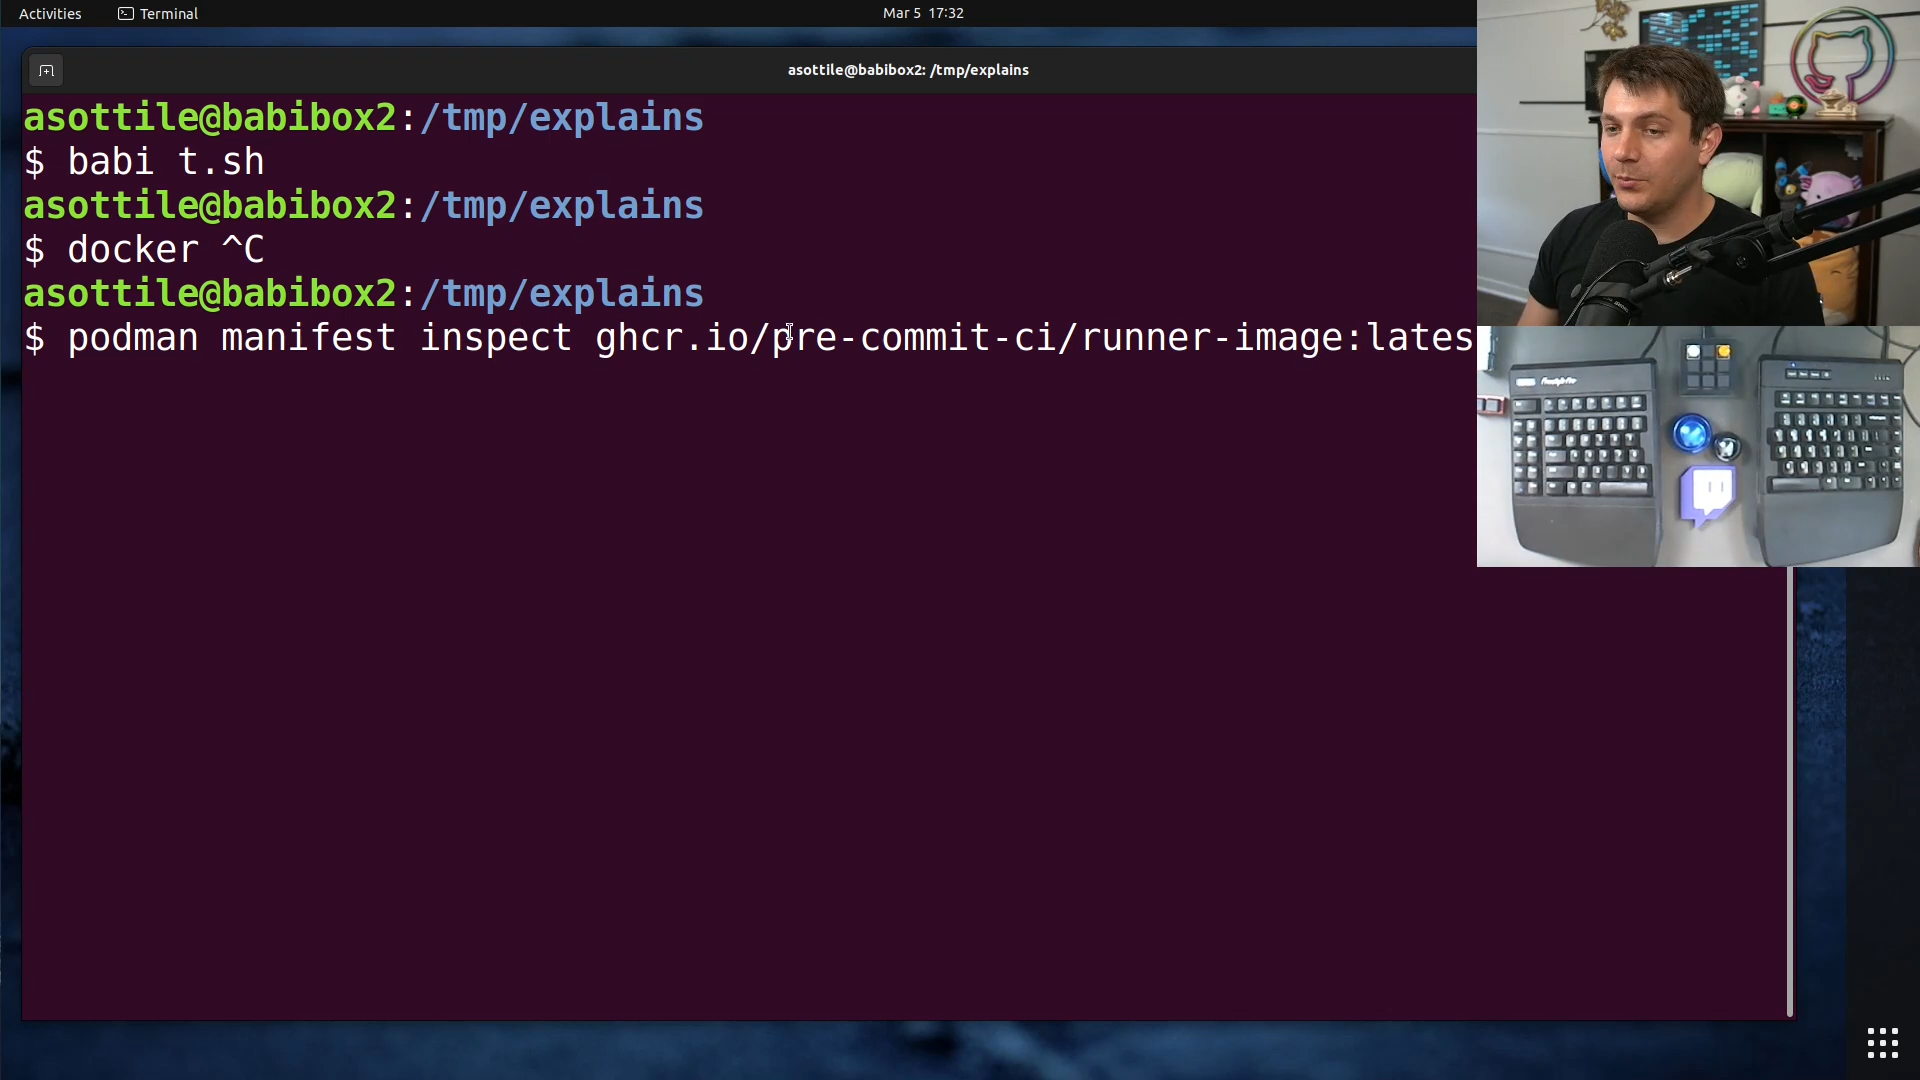 Activities
Terminal
Mar 5 17:32
asottile@babibox2: /tmp/explains
asottile@babibox2:/tmp/explains
$ babi t.sh
asottile@babibox2:/tmp/explains
$ docker ^C
asottile@babibox2:/tmp/explains
$ podman manifest inspect ghcr.io/pre-commit-ci/runner-image:lates